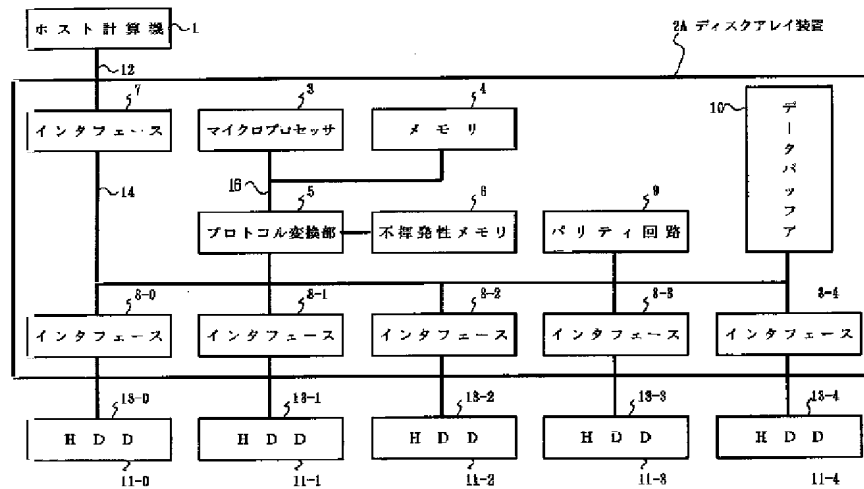 ホスト計算機 1
2A ディスクアレイ装置
12
7 3 4
インタフェース マイクロプロセッサ メモリ 10 データバッファ
14 16 5 6 9
プロトコル変換部 不揮発性メモリ パリティ回路
8-0 8-1 8-2 8-3 8-4
インタフェース インタフェース インタフェース インタフェース インタフェース
13-0 13-1 13-2 13-3 13-4
HDD HDD HDD HDD HDD
11-0 11-1 11-2 11-3 11-4